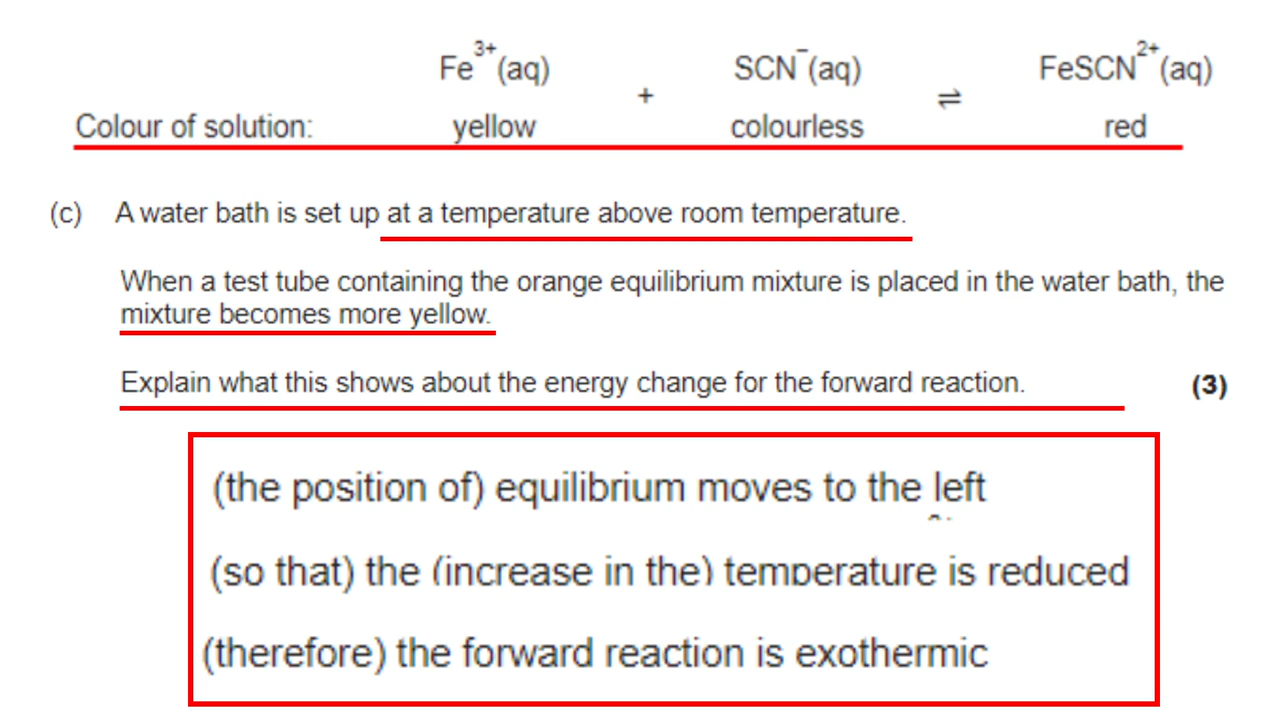 Fe³⁺(aq) + SCN⁻(aq) ⇌ FeSCN²⁺(aq)
Colour of solution: yellow colourless red
(c) A water bath is set up at a temperature above room temperature.
When a test tube containing the orange equilibrium mixture is placed in the water bath, the
mixture becomes more yellow.
Explain what this shows about the energy change for the forward reaction. (3)
(the position of) equilibrium moves to the left
(so that) the (increase in the) temperature is reduced
(therefore) the forward reaction is exothermic